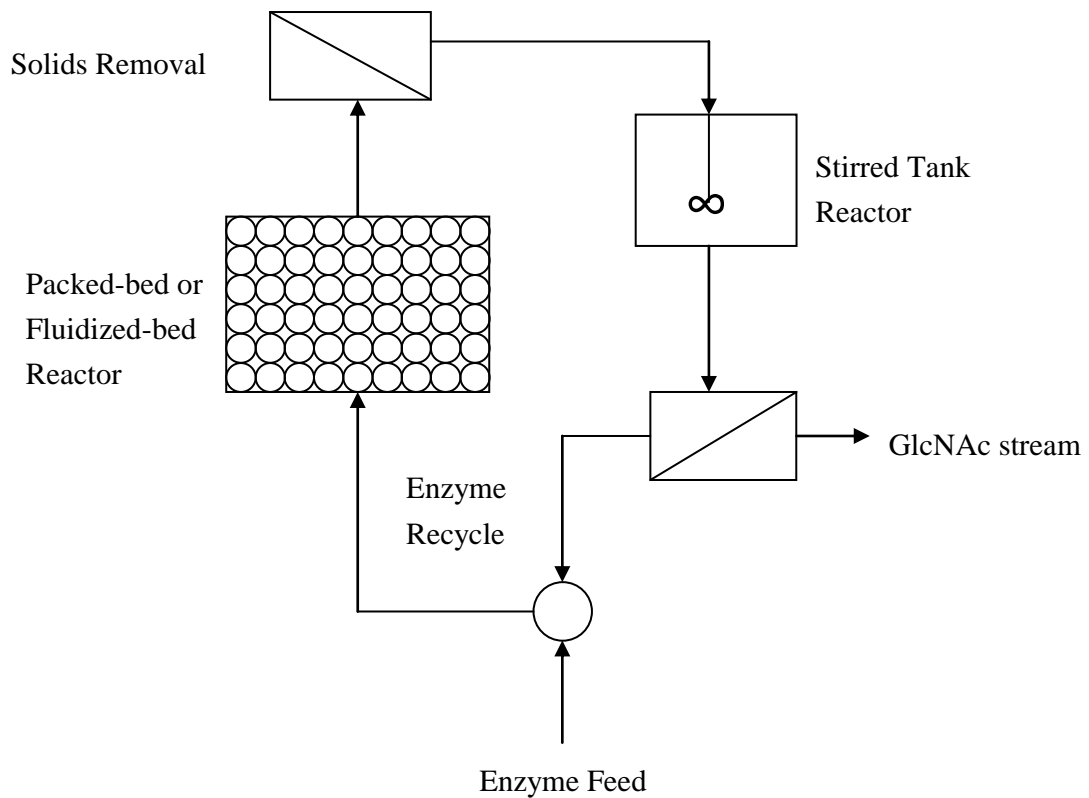 Solids Removal
Stirred Tank
Reactor
Packed-bed or
Fluidized-bed
Reactor
GlcNAc stream
Enzyme
Recycle
Enzyme Feed